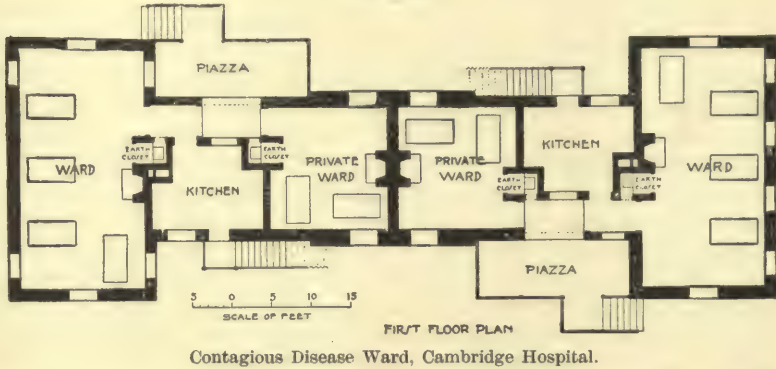 PIAZZA
EARTH
CLOSET
EARTH
CLOSET
WARD
KITCHEN
PRIVATE
WARD
PRIVATE
WARD
KITCHEN
WARD
EARTH
CLOSET
EARTH
CLOSET
PIAZZA
5 0 5 10 15
SCALE OF FEET
FIRST FLOOR PLAN
Contagious Disease Ward, Cambridge Hospital.